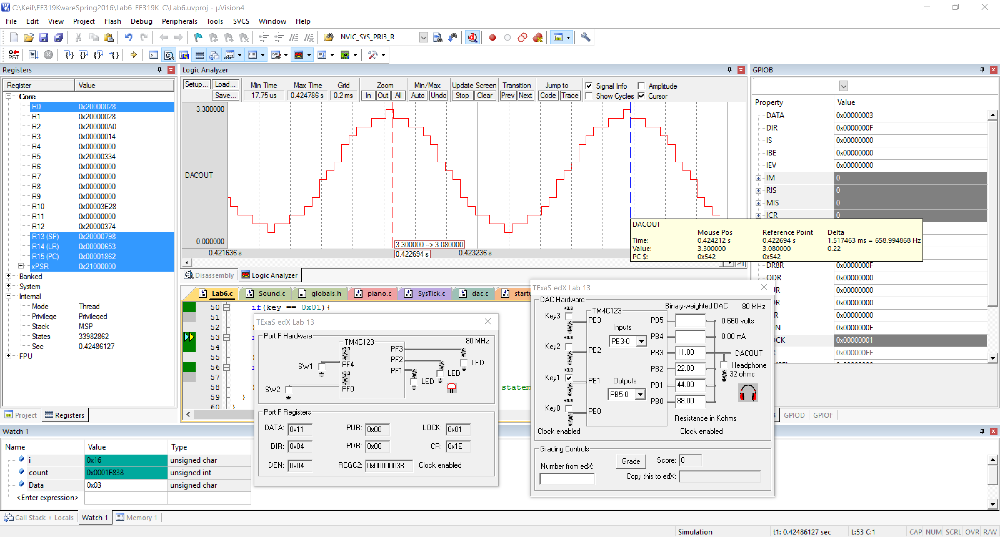 C:\Keil\EE319KwareSpring2016\Lab6_EE319K_C\Lab6.uvproj - µVision4
File Edit View Project Flash Debug Peripherals Tools SVCS Window Help
NVIC_SYS_PRI3_R
RST
Registers
Register Value
Core
R0 0x20000028
R1 0x20000028
R2 0x200000A0
R3 0x00000014
R4 0x00000000
R5 0x20000334
R6 0x00000000
R7 0x00000000
R8 0x00000000
R9 0x00000000
R10 0x00003E28
R11 0x00000000
R12 0x20000374
R13 (SP) 0x20000798
R14 (LR) 0x00000653
R15 (PC) 0x00001862
xPSR 0x21000000
Banked
System
Internal
Mode Thread
Privilege Privileged
Stack MSP
States 33982862
Sec 0.42486127
FPU
Project Registers
Logic Analyzer
Setup... Load... Min Time Max Time Grid Zoom Min/Max Update Screen Transition Jump to Signal Info Amplitude
Save... 17.75 us 0.424786 s 0.2 ms In Out All Auto Undo Stop Clear Prev Next Code Trace Show Cycles Cursor
3.300000
DACOUT
0.000000
3.300000 --> 3.080000
0.421636 s 0.422694 s 0.423236 s
DACOUT
Mouse Pos Reference Point Delta
Time: 0.424212 s 0.422694 s 1.517463 ms = 658.994868 Hz
Value: 3.300000 3.080000 0.22
PC $: 0x542 0x542
Disassembly Logic Analyzer
GPIOB
Property Value
DATA 0x00000003
DIR 0x0000000F
IS 0x00000000
IBE 0x00000000
IEV 0x00000000
IM 0
RIS 0
MIS 0
ICR 0
DR8R 0x0000000F
ODR 0x00000000
UR 0x00000000
DR 0x00000000
R 0x00000000
EN 0x0000000F
OCK 0x00000001
R 0x000000FF
GPIOD GPIOF
Lab6.c Sound.c globals.h piano.c SysTick.c dac.c startu
50 if(key == 0x01){
51
52 }
53 i
54
55 }
56 i
57
58 } statem
59 }
60 }
TExaS edX Lab 13
Port F Hardware
TM4C123
80 MHz
+3.3
PF3
PF2
PF1
SW1
PF4
+3.3
LED
LED
LED
SW2
PF0
Port F Registers
DATA: 0x11 PUR: 0x00 LOCK: 0x01
DIR: 0x04 PDR: 0x00 CR: 0x1E
DEN: 0x04 RCGC2: 0x0000003B Clock enabled
TExaS edX Lab 13
DAC Hardware
Binary-weighted DAC 80 MHz
TM4C123
+3.3
Key3 PE3 PB5 0.660 volts
Inputs
+3.3
PE3-0 PB4 0.00 mA
Key2 PE2 PB3 11.00 DACOUT
Headphone
+3.3
PB2 22.00 32 ohms
Key1 PE1 Outputs PB1 44.00
PB5-0
+3.3
PB0 88.00
Key0 PE0
Resistance in Kohms
Clock enabled Clock enabled
Grading Controls
Number from edX: Grade Score: 0
Copy this to edX:
Watch 1
Name Value Type
i 0x16 unsigned char
count 0x0001F838 unsigned int
Data 0x03 unsigned char
<Enter expression>
Call Stack + Locals Watch 1 Memory 1
Simulation t1: 0.42486127 sec L:53 C:1 CAP NUM SCRL OVR R/W